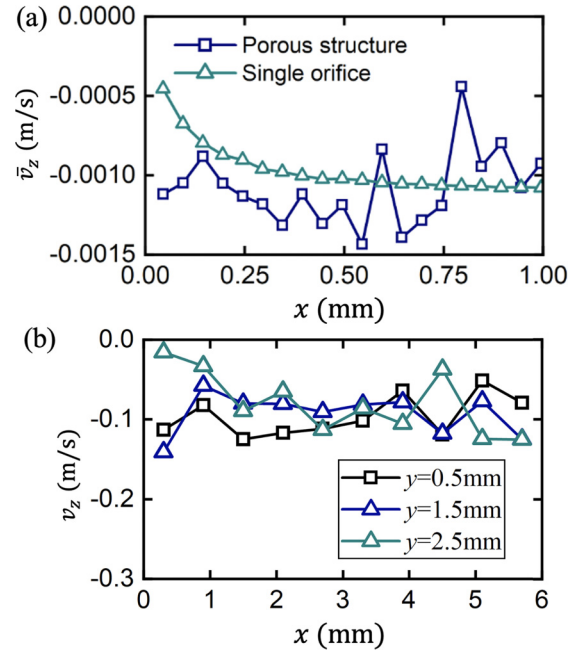 (a)
0.0000
-0.0005
-0.0010
-0.0015
v̄z (m/s)
Porous structure
Single orifice
0.00 0.25 0.50 0.75 1.00
x (mm)
(b)
0.0
-0.1
-0.2
-0.3
vz (m/s)
y=0.5mm
y=1.5mm
y=2.5mm
0 1 2 3 4 5 6
x (mm)